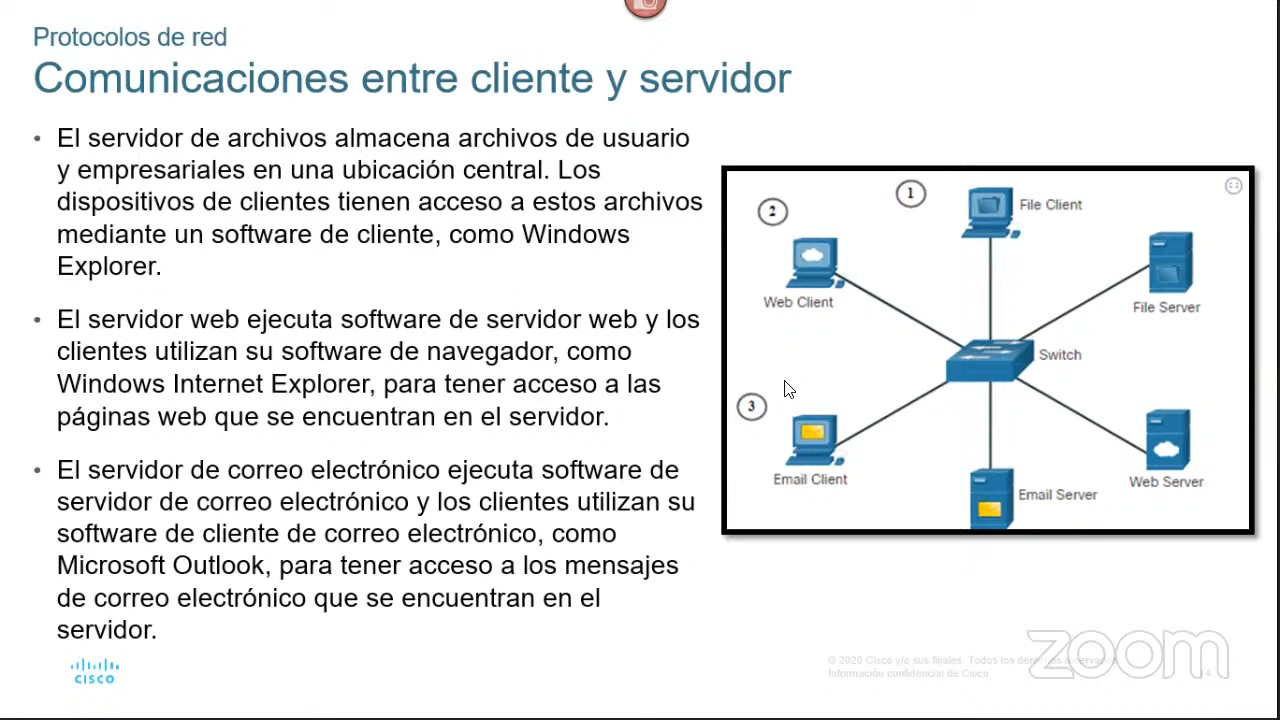 Protocolos de red
Comunicaciones entre cliente y servidor
• El servidor de archivos almacena archivos de usuario
y empresariales en una ubicación central. Los
dispositivos de clientes tienen acceso a estos archivos
mediante un software de cliente, como Windows
Explorer.
• El servidor web ejecuta software de servidor web y los
clientes utilizan su software de navegador, como
Windows Internet Explorer, para tener acceso a las
páginas web que se encuentran en el servidor.
• El servidor de correo electrónico ejecuta software de
servidor de correo electrónico y los clientes utilizan su
software de cliente de correo electrónico, como
Microsoft Outlook, para tener acceso a los mensajes
de correo electrónico que se encuentran en el
servidor.
1
File Client
2
Web Client
File Server
Switch
3
Email Client
Email Server
Web Server
CISCO
© 2020 Cisco y/o sus filiales. Todos los derechos reservados.
Información confidencial de Cisco
zoom